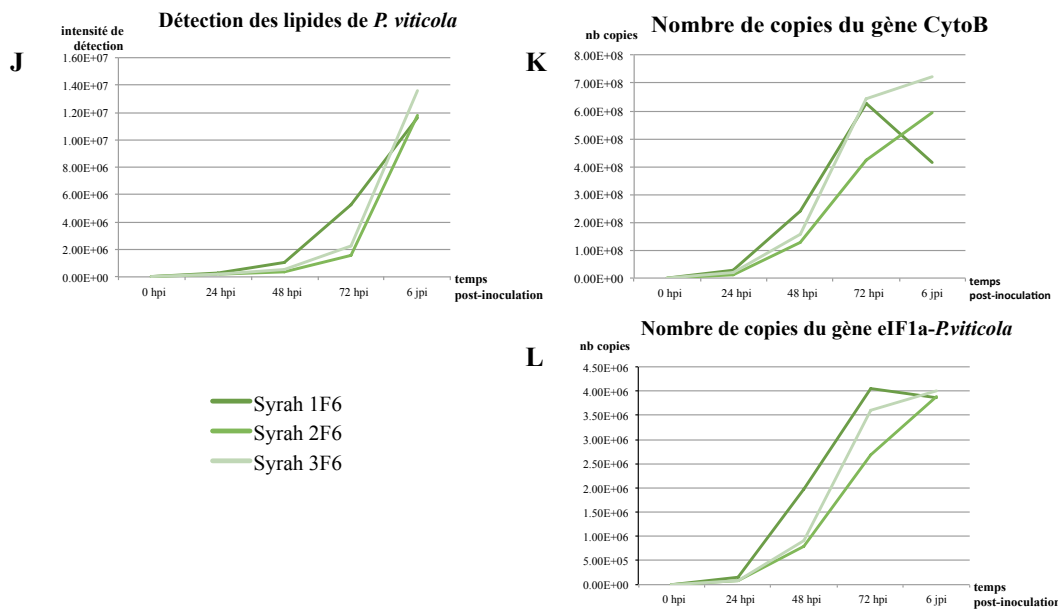 J
Détection des lipides de P. viticola
intensité de
détection
1.60E+07
1.40E+07
1.20E+07
1.00E+07
8.00E+06
6.00E+06
4.00E+06
2.00E+06
0.00E+00
0 hpi 24 hpi 48 hpi 72 hpi 6 jpi
temps
post-inoculation
K
Nombre de copies du gène CytoB
nb copies
8.00E+08
7.00E+08
6.00E+08
5.00E+08
4.00E+08
3.00E+08
2.00E+08
1.00E+08
0.00E+00
0 hpi 24 hpi 48 hpi 72 hpi 6 jpi
temps
post-inoculation
Syrah 1F6
Syrah 2F6
Syrah 3F6
L
Nombre de copies du gène eIF1a-P.viticola
nb copies
4.50E+06
4.00E+06
3.50E+06
3.00E+06
2.50E+06
2.00E+06
1.50E+06
1.00E+06
5.00E+05
0.00E+00
0 hpi 24 hpi 48 hpi 72 hpi 6 jpi
temps
post-inoculation